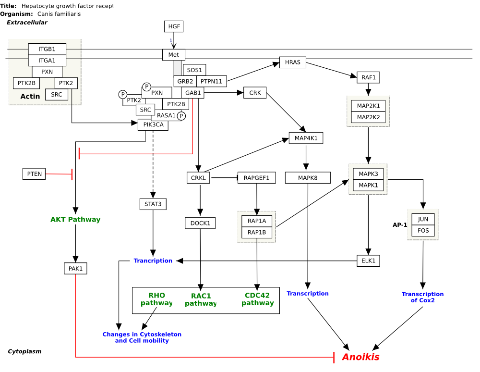 Title: Hepatocyte growth factor recept
Organism: Canis familiaris
Extracellular
HGF
ITGB1
ITGA1
PXN
PTK2B
PTK2
SRC
Actin
Met
SOS1
GRB2
PTPN11
GAB1
HRAS
RAF1
CRK
P
P
P
PXN
PTK2
PTK2B
SRC
RASA1
PIK3CA
MAP2K1
MAP2K2
MAP4K1
PTEN
CRKL
RAPGEF1
MAPK8
MAPK3
MAPK1
STAT3
AKT Pathway
DOCK1
RAP1A
RAP1B
AP-1
JUN
FOS
PAK1
Trancription
ELK1
RHO
pathway
RAC1
pathway
CDC42
pathway
Transcription
Transcription
of Cox2
Changes in Cytoskeleton
and Cell mobility
Cytoplasm
Anoikis